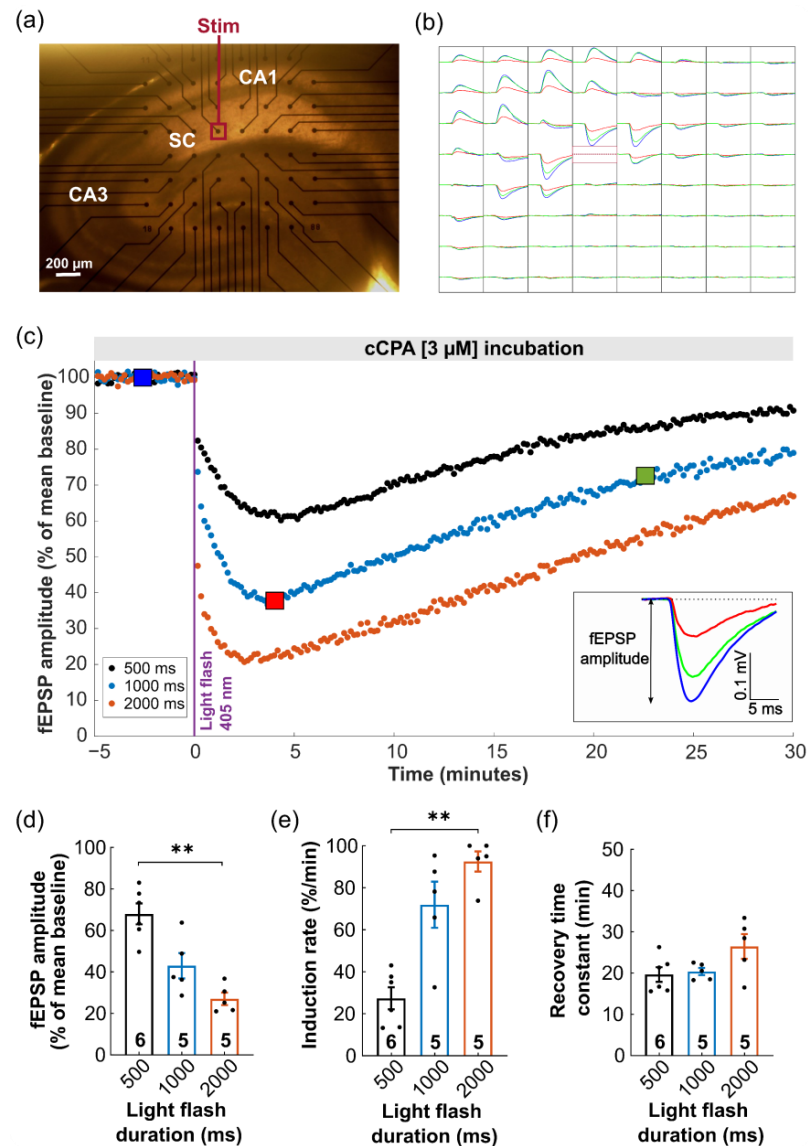 (a)
Stim
CA1
SC
CA3
200 µm
(b)
(c)
cCPA [3 µM] incubation
fEPSP amplitude (% of mean baseline)
100
90
80
70
60
50
40
30
20
10
0
500 ms
1000 ms
2000 ms
Light flash
405 nm
fEPSP
amplitude
0.1 mV
5 ms
−5
0
5
10
15
20
25
30
Time (minutes)
(d)
fEPSP amplitude
(% of mean baseline)
100
80
60
40
20
0
**
6
5
5
500
1000
2000
Light flash
duration (ms)
(e)
Induction rate (%/min)
100
80
60
40
20
0
**
6
5
5
500
1000
2000
Light flash
duration (ms)
(f)
Recovery time
constant (min)
50
40
30
20
10
0
6
5
5
500
1000
2000
Light flash
duration (ms)